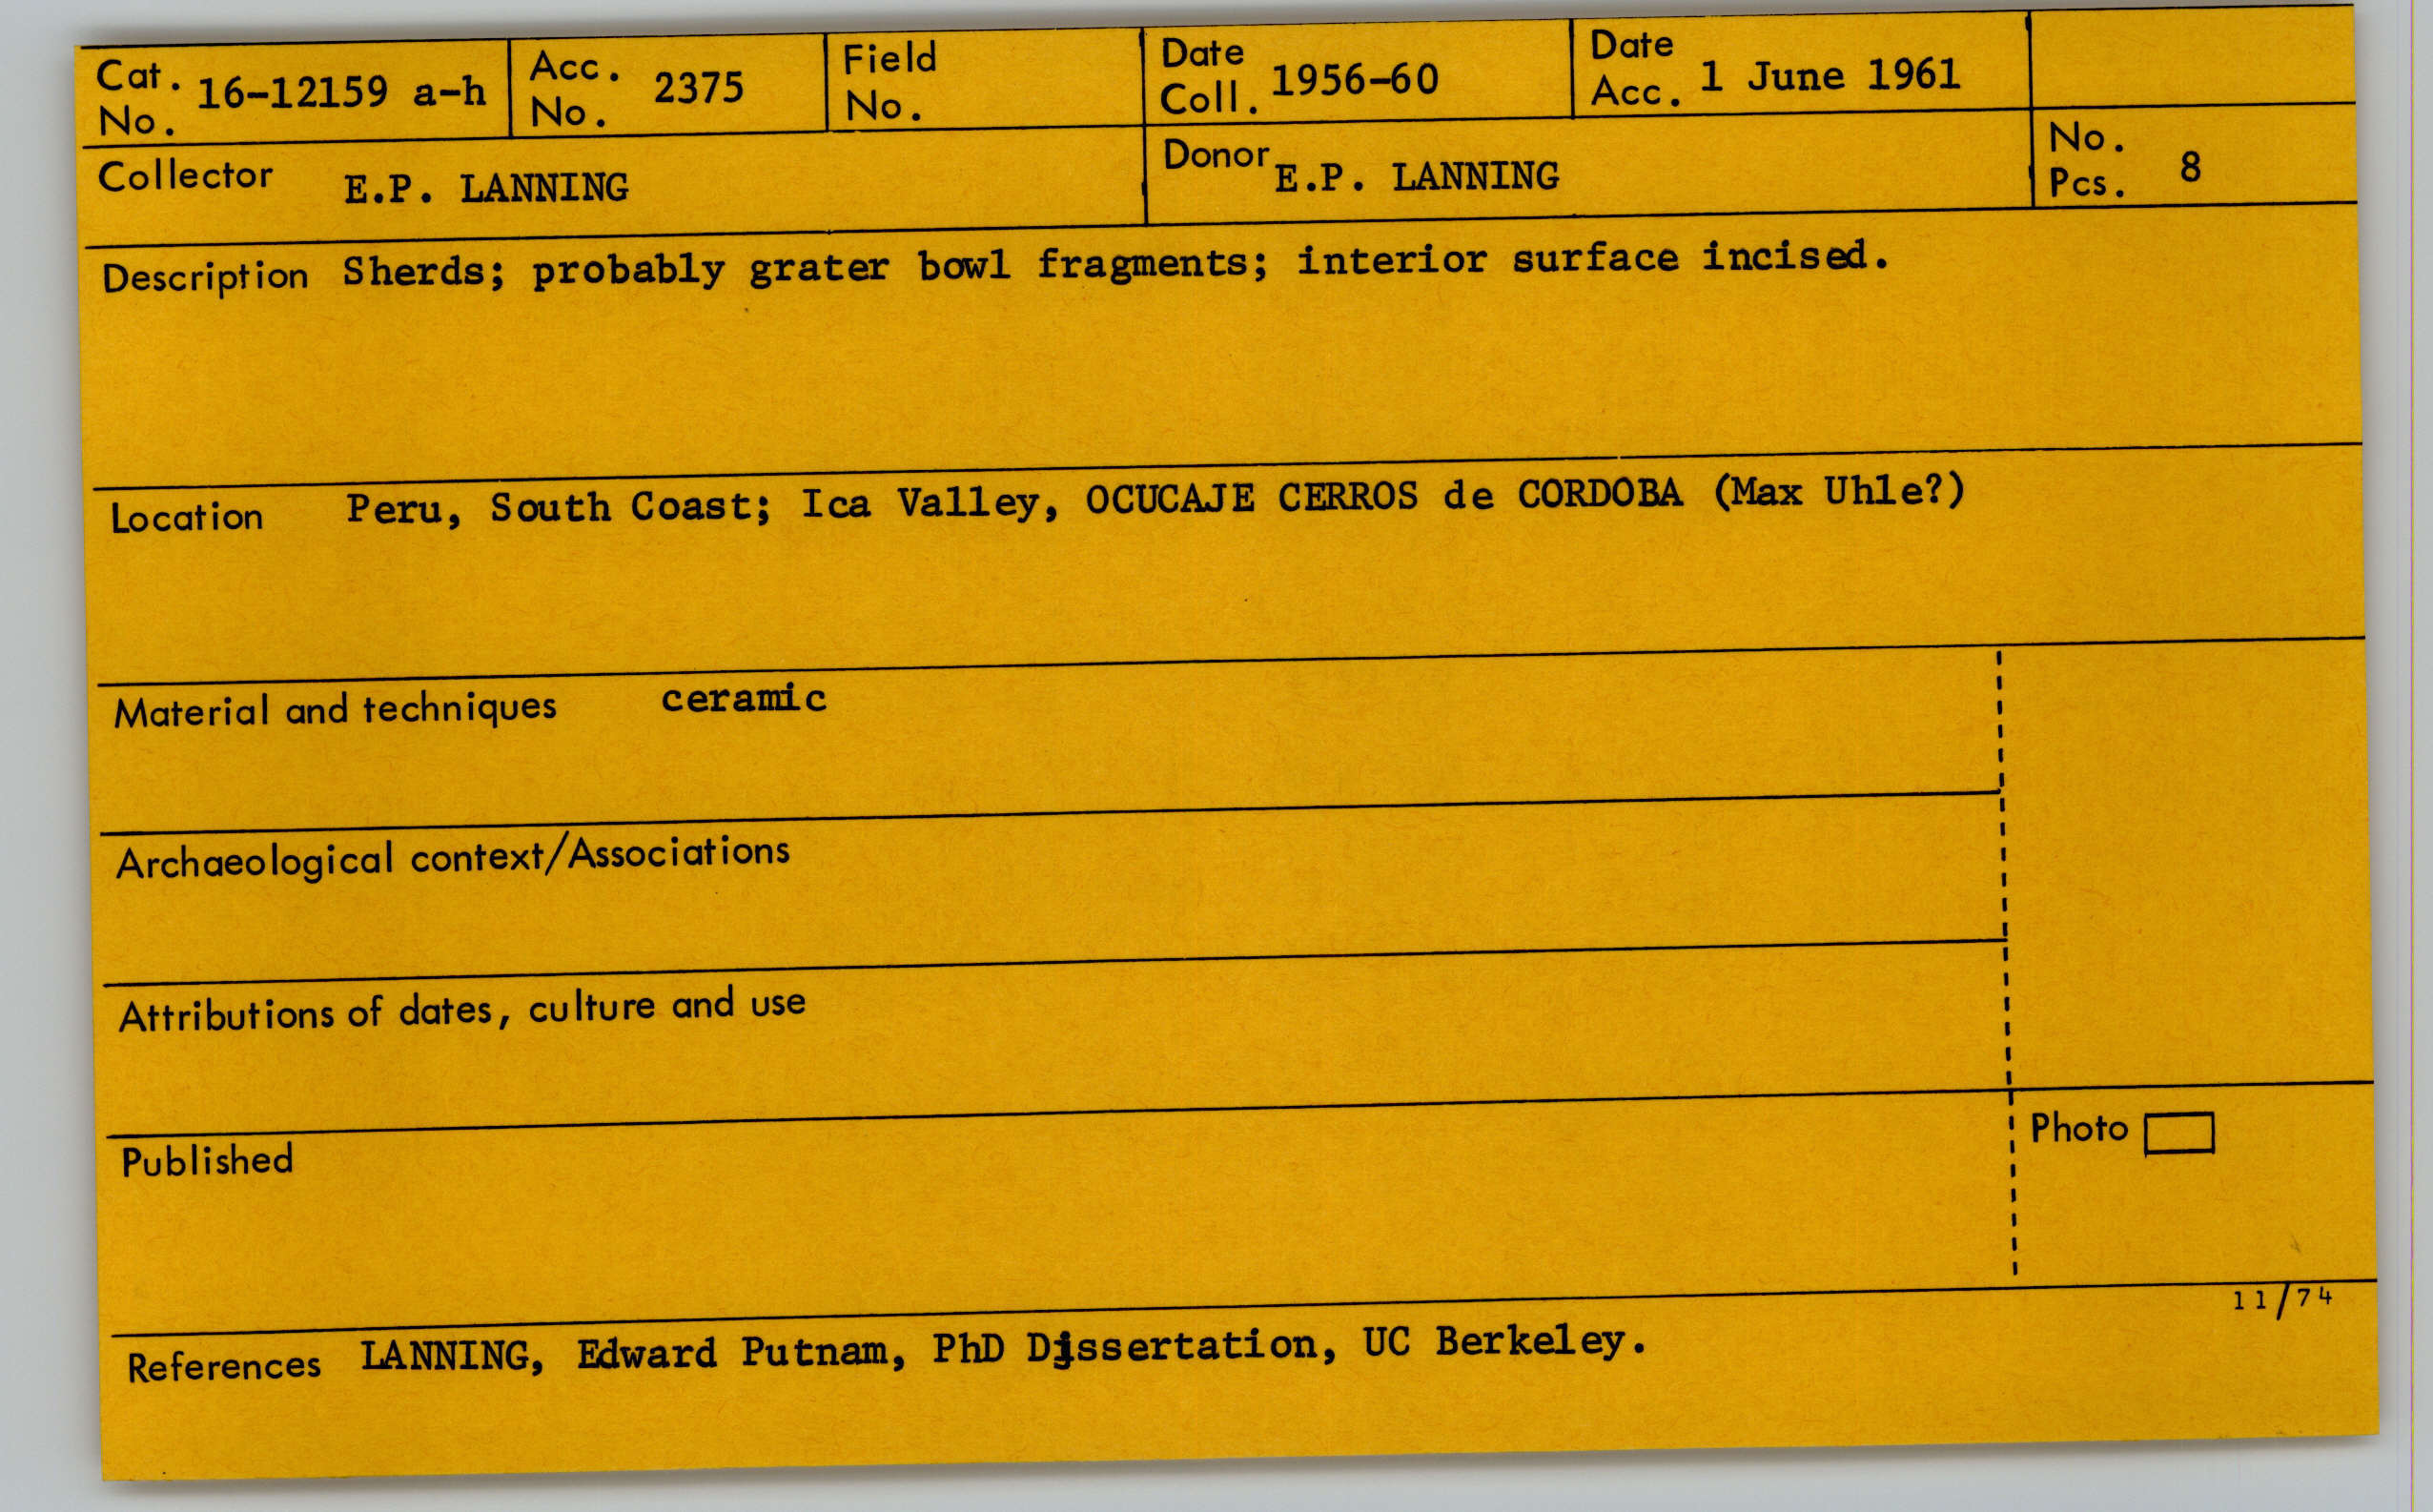 Cat. No. 16-12159 a-h Acc. No. 2375 Field No. Date Coll. 1956-60 Date Acc. 1 June 1961
Collector E.P. LANNING Donor E.P. LANNING No. Pcs. 8
Description Sherds; probably grater bowl fragments; interior surface incised.
Location Peru, South Coast; Ica Valley, OCUCAJE CERROS de CORDOBA (Max Uhle?)
Material and techniques ceramic
Archaeological context/Associations
Attributions of dates, culture and use
Published
Photo
11/74
References LANNING, Edward Putnam, PhD Dissertation, UC Berkeley.